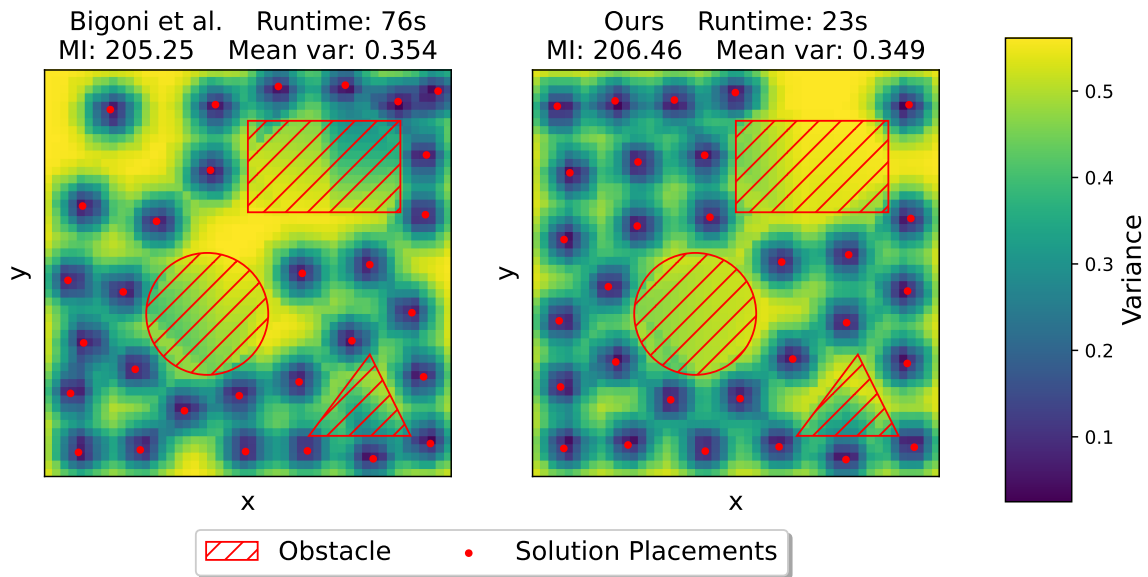 Bigoni et al. Runtime: 76s
MI: 205.25 Mean var: 0.354
Ours Runtime: 23s
MI: 206.46 Mean var: 0.349
y
x
y
x
0.5
0.4
0.3
0.2
0.1
Variance
Obstacle
Solution Placements